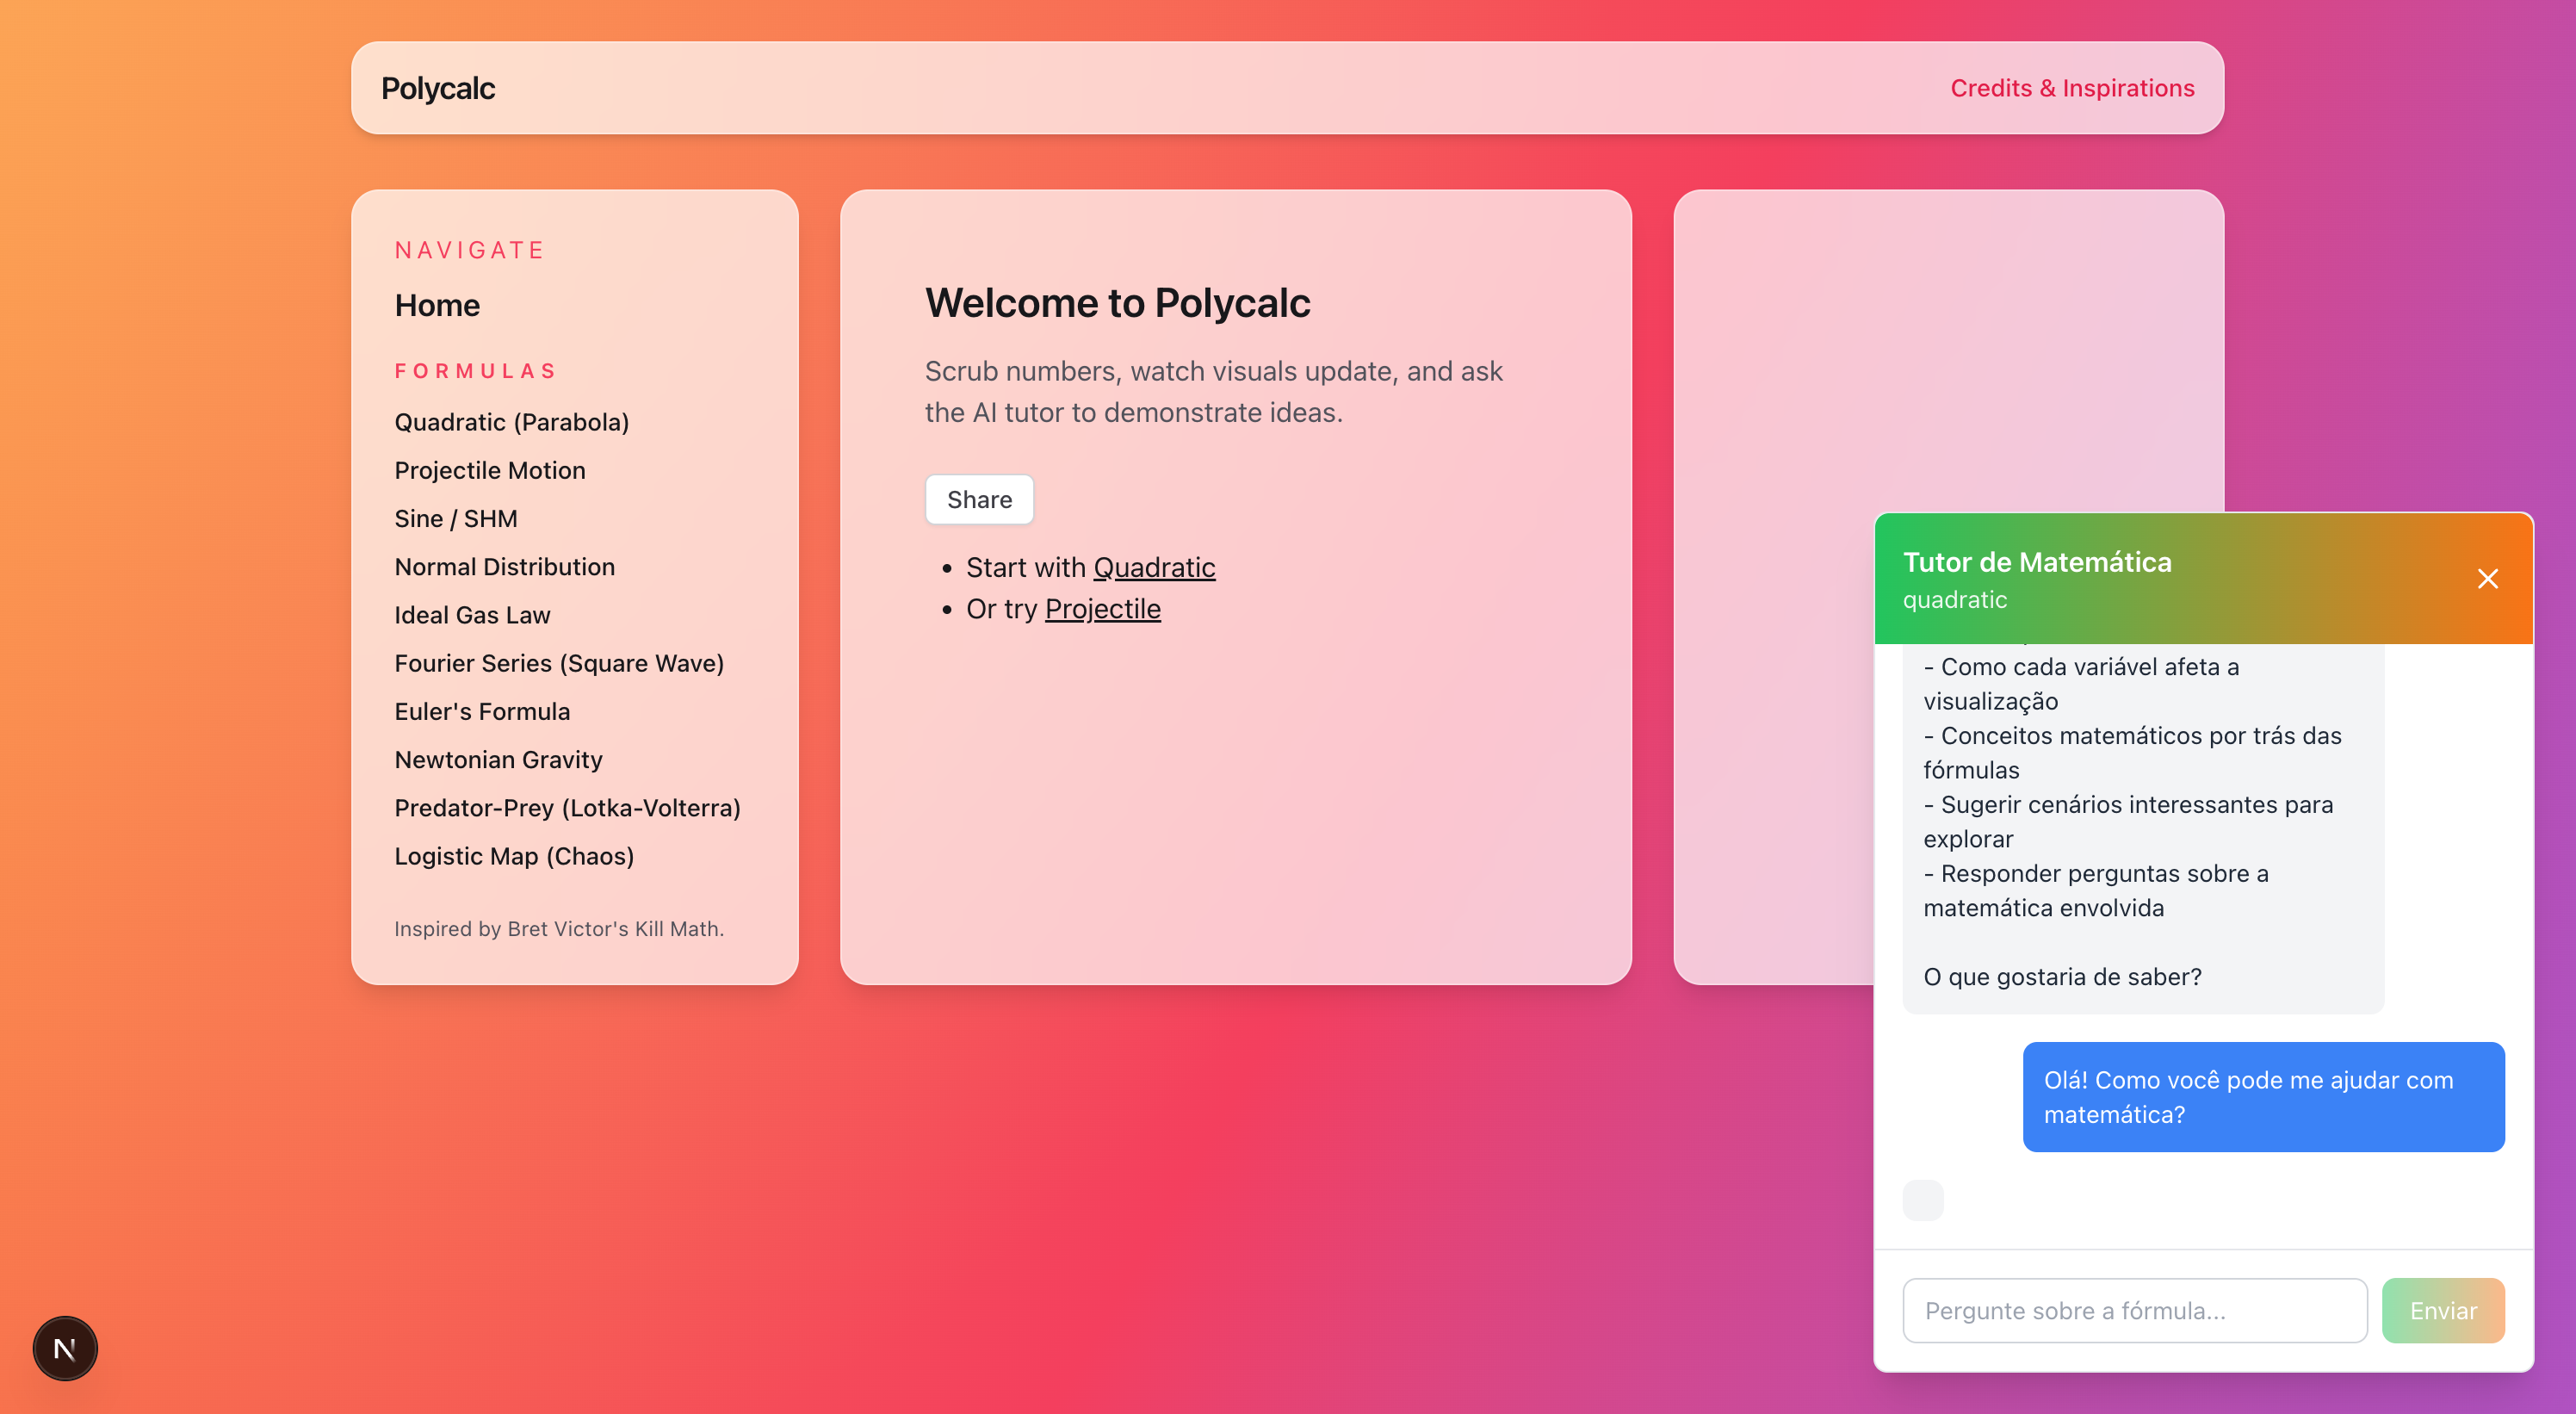 Polycalc
Credits & Inspirations
NAVIGATE
Home
FORMULAS
Quadratic (Parabola)
Projectile Motion
Sine / SHM
Normal Distribution
Ideal Gas Law
Fourier Series (Square Wave)
Euler's Formula
Newtonian Gravity
Predator-Prey (Lotka-Volterra)
Logistic Map (Chaos)
Inspired by Bret Victor's Kill Math.
Welcome to Polycalc
Scrub numbers, watch visuals update, and ask
the AI tutor to demonstrate ideas.
Share
• Start with Quadratic
• Or try Projectile
Tutor de Matemática
quadratic
- Como cada variável afeta a
visualização
- Conceitos matemáticos por trás das
fórmulas
- Sugerir cenários interessantes para
explorar
- Responder perguntas sobre a
matemática envolvida
O que gostaria de saber?
Olá! Como você pode me ajudar com
matemática?
Pergunte sobre a fórmula...
Enviar
N